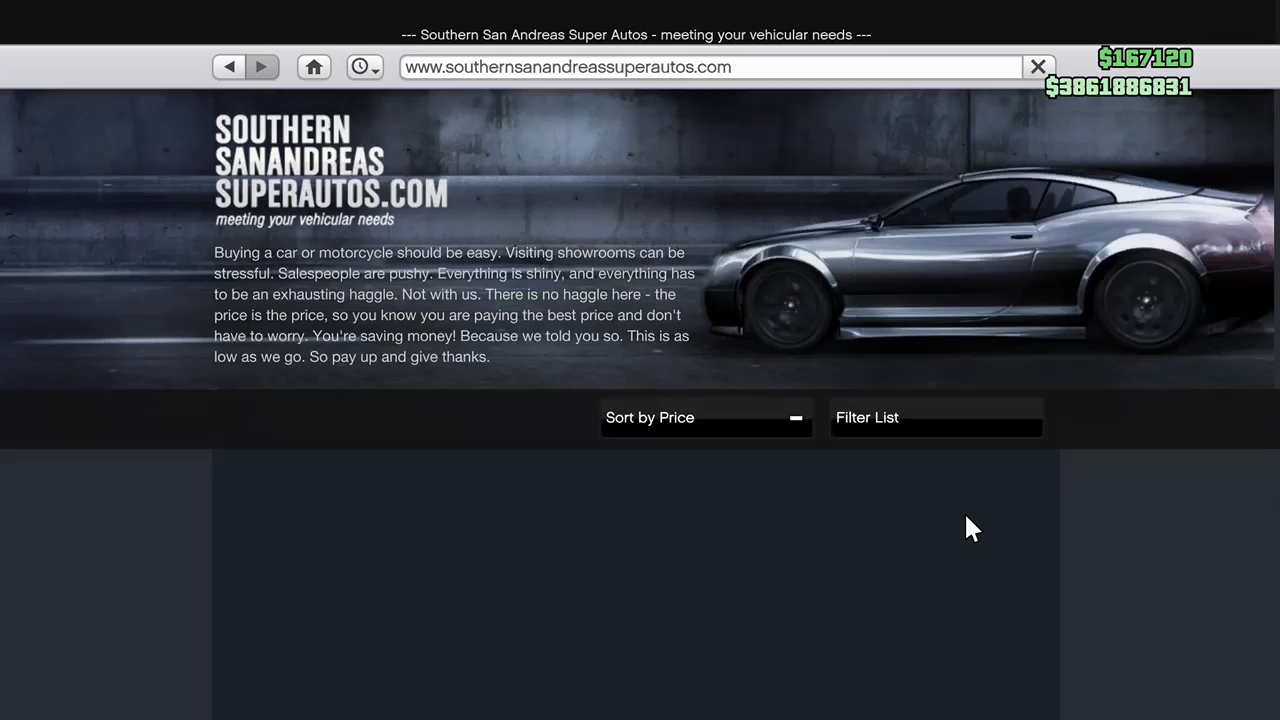 --- Southern San Andreas Super Autos - meeting your vehicular needs ---
www.southernsanandreassuperautos.com
$167120
$3861886831
SOUTHERN
SANANDREAS
SUPERAUTOS.COM
meeting your vehicular needs
Buying a car or motorcycle should be easy. Visiting showrooms can be
stressful. Salespeople are pushy. Everything is shiny, and everything has
to be an exhausting haggle. Not with us. There is no haggle here - the
price is the price, so you know you are paying the best price and don't
have to worry. You're saving money! Because we told you so. This is as
low as we go. So pay up and give thanks.
Sort by Price
Filter List